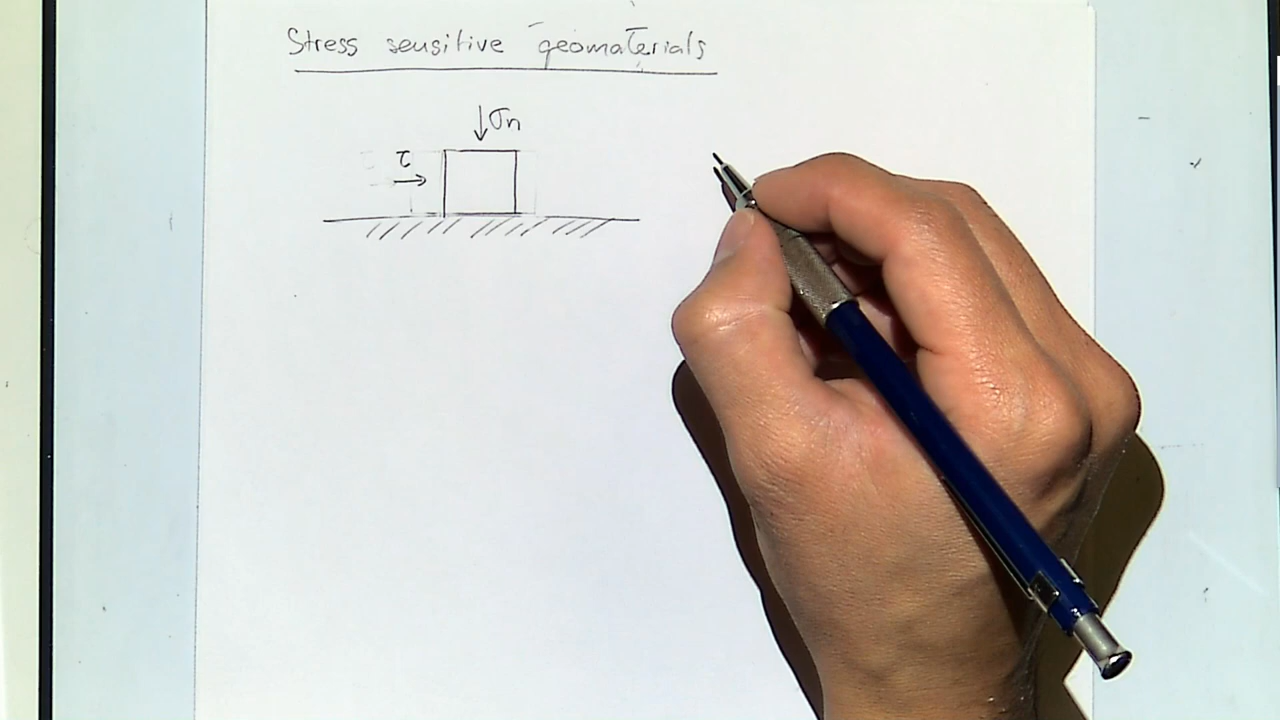 Stress sensitive geomaterials
σn
τ